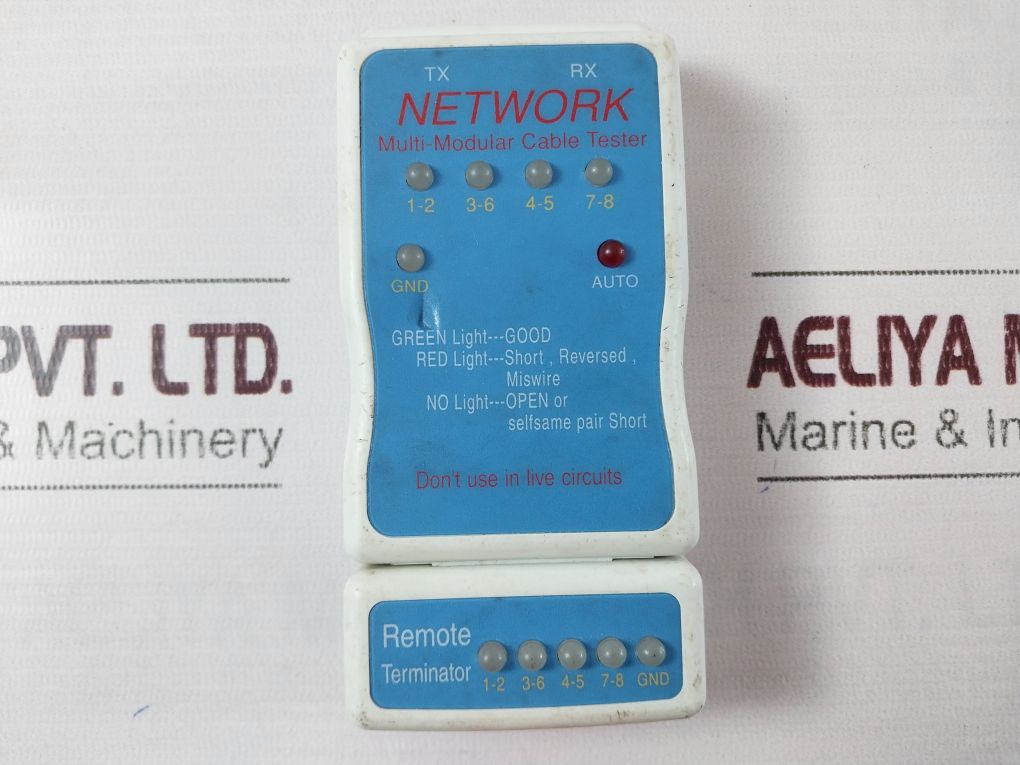 TX RX
NETWORK
Multi-Modular Cable Tester
1-2 3-6 4-5 7-8
GND AUTO
GREEN Light---GOOD
RED Light---Short , Reversed ,
Miswire
NO Light---OPEN or
selfsame pair Short
Don't use in live circuits
Remote
Terminator
1-2 3-6 4-5 7-8 GND
PVT. LTD.
& Machinery
AELIYA M
Marine & In